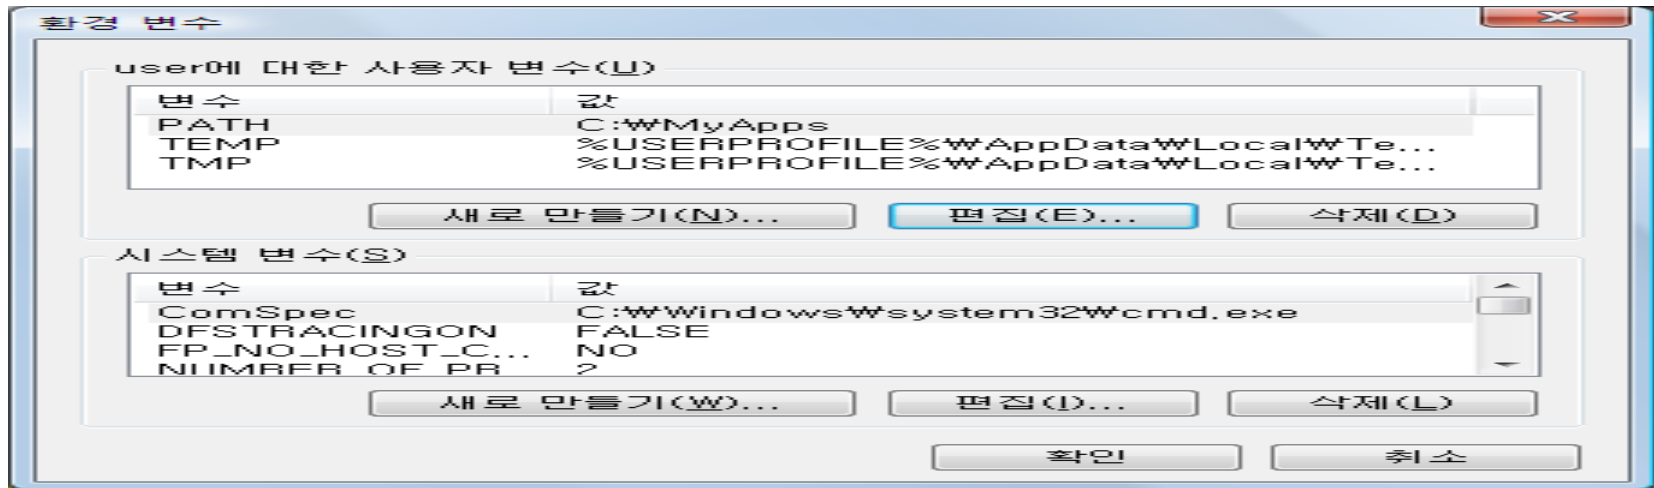 환경 변수
user에 대한 사용자 변수(U)
변수 값
PATH C:₩MyApps
TEMP %USERPROFILE%₩AppData₩Local₩Te...
TMP %USERPROFILE%₩AppData₩Local₩Te...
새로 만들기(N)... 편집(E)... 삭제(D)
시스템 변수(S)
변수 값
ComSpec C:₩Windows₩system32₩cmd.exe
DFSTRACINGON FALSE
FP_NO_HOST_C... NO
NUMBER_OF_PR 2
새로 만들기(W)... 편집(I)... 삭제(L)
확인 취소